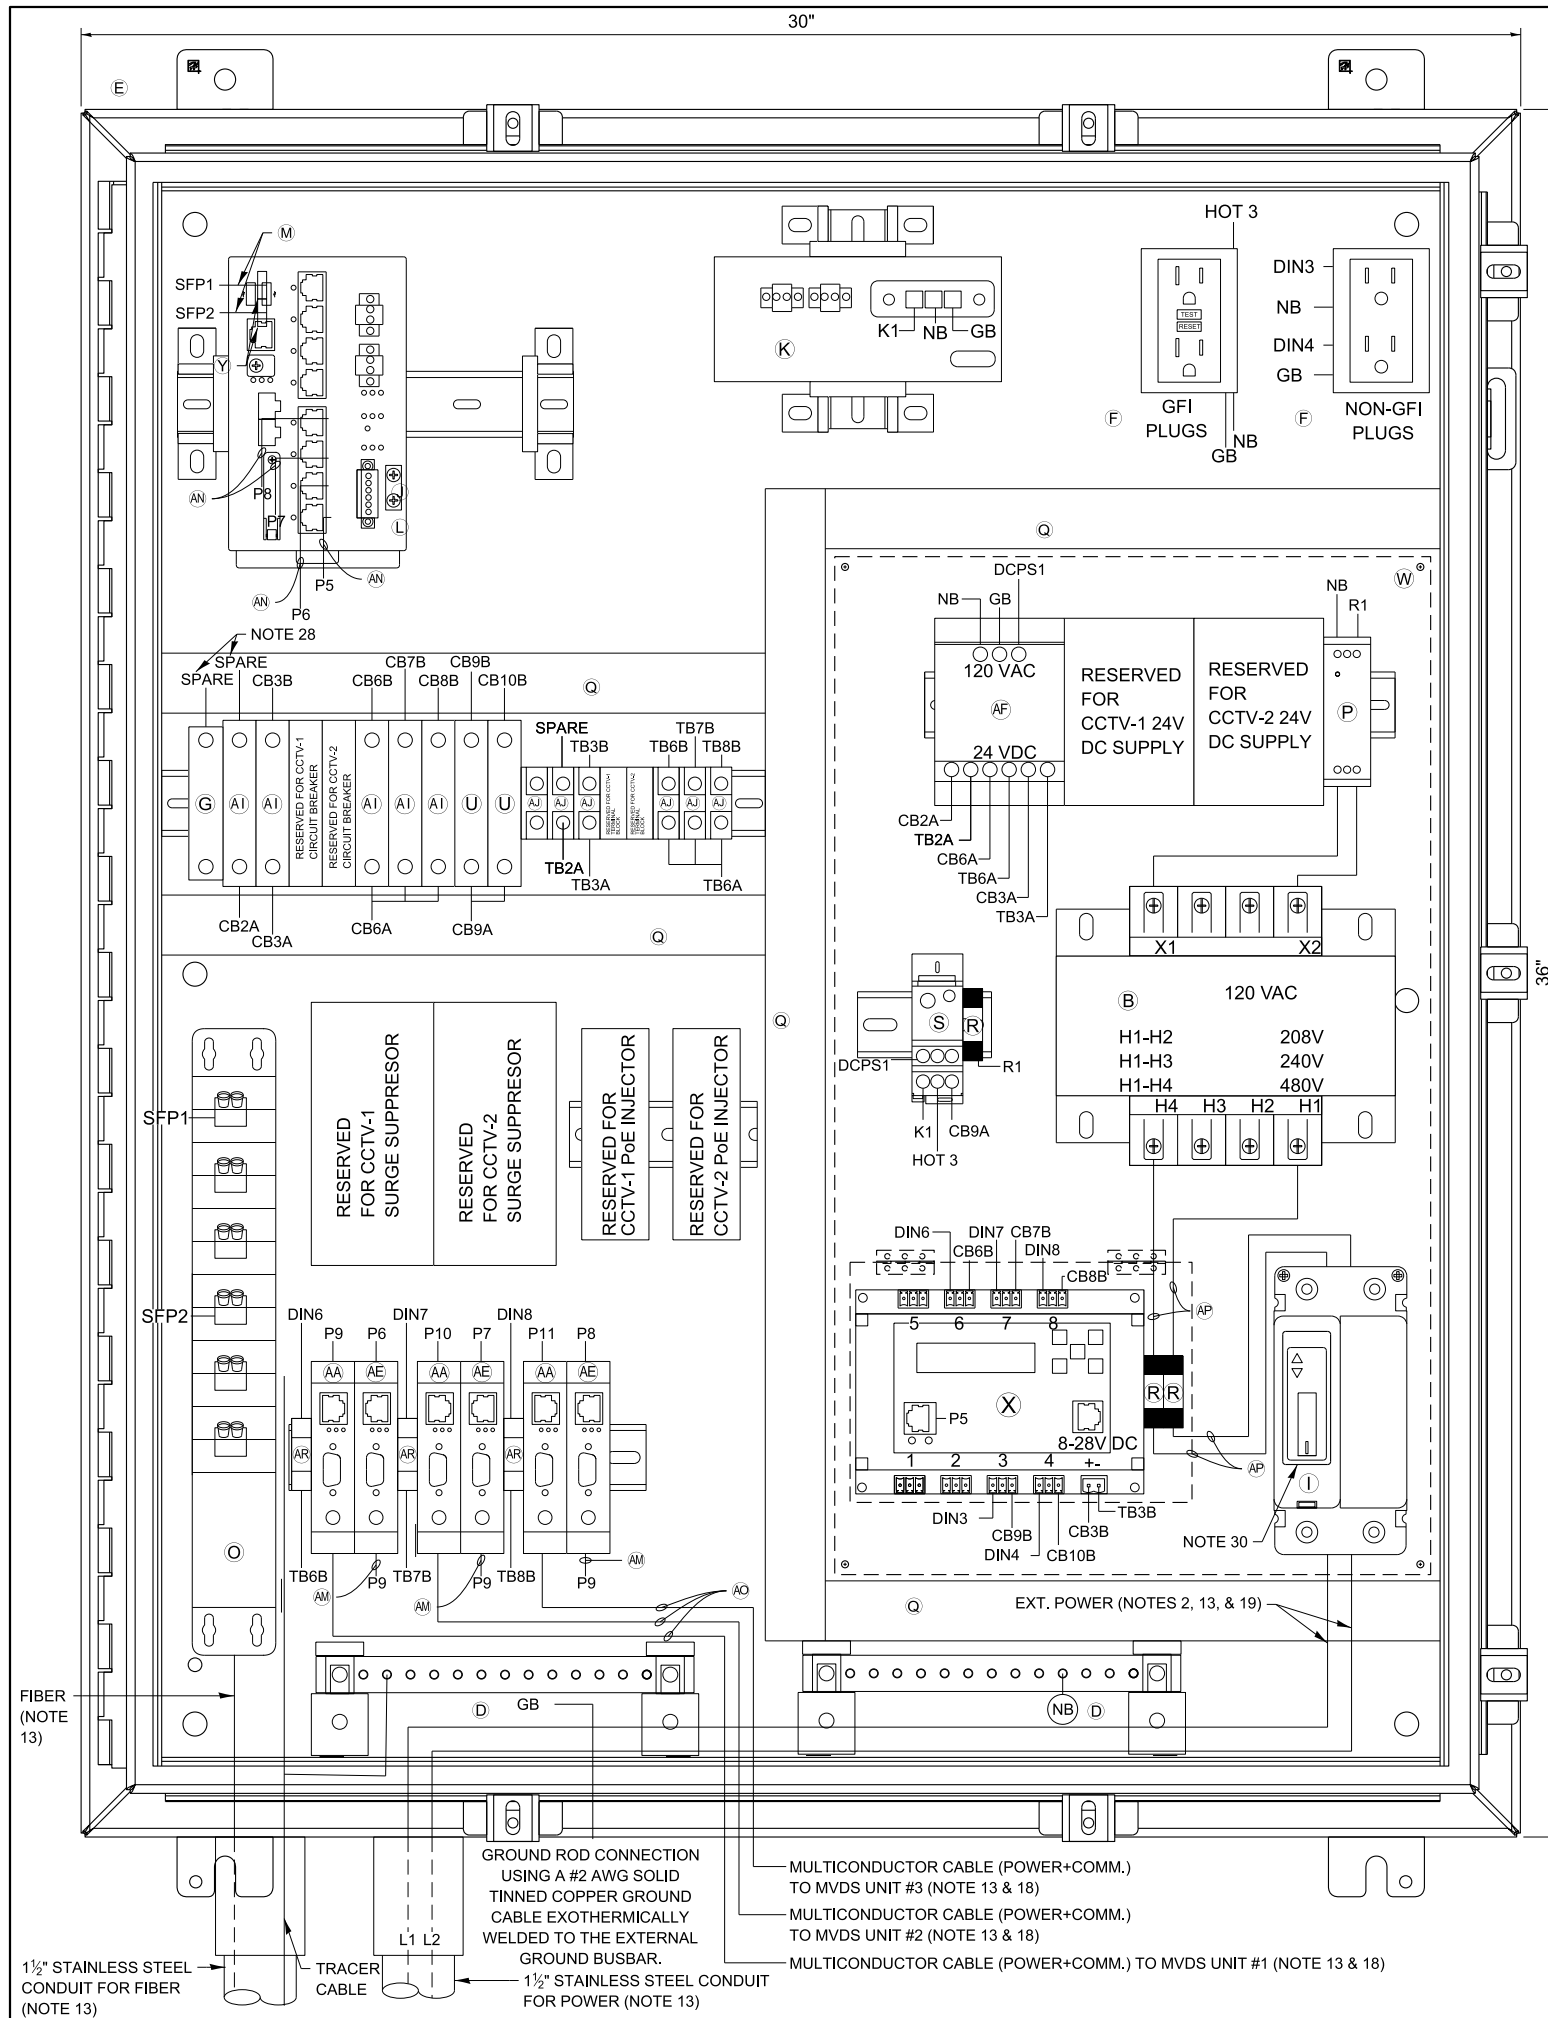 30"
E
HOT 3
M
SFP1
SFP2
Y
K1
NB
GB
K
DIN3
NB
DIN4
GB
TEST
RESET
F
GFI
PLUGS
NB
GB
F
NON-GFI
PLUGS
AN
P8
P7
J
L
P5
AN
AN
P6
Q
DCPS1
NB
GB
W
NB
R1
NOTE 28
SPARE
SPARE
CB3B
CB7B
CB6B
CB8B
CB9B
CB10B
Q
120 VAC
AF
24 VDC
RESERVED
FOR
CCTV-1 24V
DC SUPPLY
RESERVED
FOR
CCTV-2 24V
DC SUPPLY
P
SPARE
TB3B
TB7B
TB6B
TB8B
G
AI
AI
RESERVED FOR CCTV-1
CIRCUIT BREAKER
RESERVED FOR CCTV-2
CIRCUIT BREAKER
AI
AI
AI
U
U
AJ
AJ
AJ
RESERVED FOR CCTV-1
TERMINAL
BLOCK
RESERVED FOR CCTV-2
TERMINAL
BLOCK
AJ
AJ
AJ
TB2A
TB3A
TB6A
CB2A
TB2A
CB6A
TB6A
CB3A
TB3A
CB2A
CB3A
CB6A
CB9A
Q
X1
X2
36"
B
120 VAC
H1-H2 208V
H1-H3 240V
H1-H4 480V
H4
H3
H2
H1
Q
S
R
DCPS1
R1
K1
CB9A
HOT 3
RESERVED
FOR CCTV-1
SURGE SUPPRESOR
RESERVED
FOR CCTV-2
SURGE SUPPRESOR
RESERVED FOR
CCTV-1 PoE INJECTOR
RESERVED FOR
CCTV-2 PoE INJECTOR
SFP1
SFP2
O
DIN6
DIN7
CB7B
CB6B
DIN8
CB8B
5
6
7
8
AP
X
P5
8-28V DC
1
2
3
4
+-
R
R
AP
DIN3
CB9B
DIN4
CB10B
CB3B
TB3B
I
NOTE 30
DIN6
P9
P6
DIN7
P10
P7
DIN8
P11
P8
AA
AE
AA
AE
AA
AE
AR
AR
AR
TB6B
P9
TB7B
P9
TB8B
P9
AM
AM
AM
AO
Q
EXT. POWER (NOTES 2, 13, & 19)
FIBER
(NOTE
13)
D
GB
NB
D
GROUND ROD CONNECTION
USING A #2 AWG SOLID
TINNED COPPER GROUND
CABLE EXOTHERMICALLY
WELDED TO THE EXTERNAL
GROUND BUSBAR.
MULTICONDUCTOR CABLE (POWER+COMM.)
TO MVDS UNIT #3 (NOTE 13 & 18)
MULTICONDUCTOR CABLE (POWER+COMM.)
TO MVDS UNIT #2 (NOTE 13 & 18)
MULTICONDUCTOR CABLE (POWER+COMM.) TO MVDS UNIT #1 (NOTE 13 & 18)
L1 L2
1½" STAINLESS STEEL
CONDUIT FOR FIBER
(NOTE 13)
TRACER
CABLE
1½" STAINLESS STEEL CONDUIT
FOR POWER (NOTE 13)